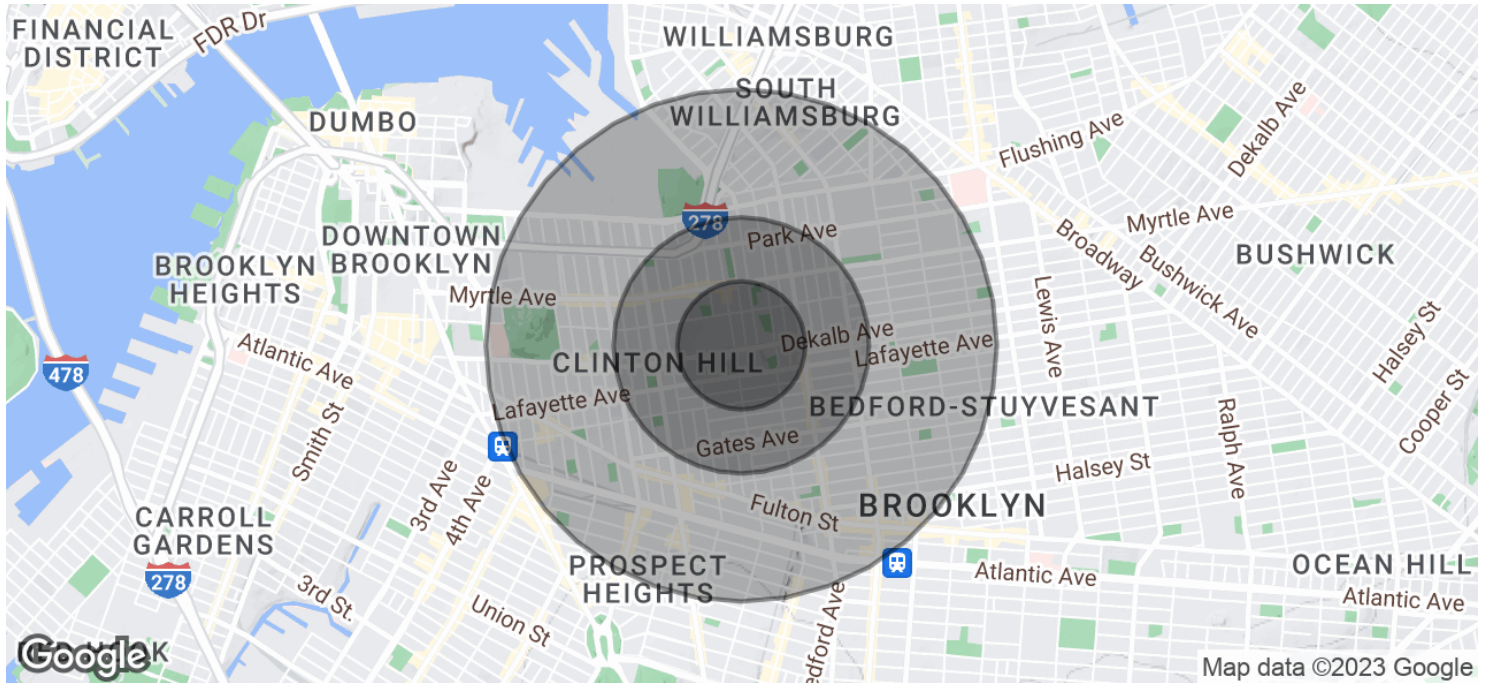 FINANCIAL
DISTRICT
FDR Dr
WILLIAMSBURG
SOUTH
WILLIAMSBURG
DUMBO
Flushing Ave
Dekalb Ave
DOWNTOWN
BROOKLYN
BROOKLYN
HEIGHTS
278
Park Ave
Myrtle Ave
Broadway
Bushwick Ave
BUSHWICK
Myrtle Ave
Lewis Ave
Halsey St
Atlantic Ave
478
CLINTON HILL
Dekalb Ave
Lafayette Ave
Lafayette Ave
BEDFORD-STUYVESANT
Ralph Ave
Cooper St
Smith St
Gates Ave
Halsey St
3rd Ave
4th Ave
Fulton St
BROOKLYN
CARROLL
GARDENS
278
PROSPECT
HEIGHTS
Atlantic Ave
OCEAN HILL
Atlantic Ave
3rd St.
Union St
edford Ave
Google
Map data ©2023 Google